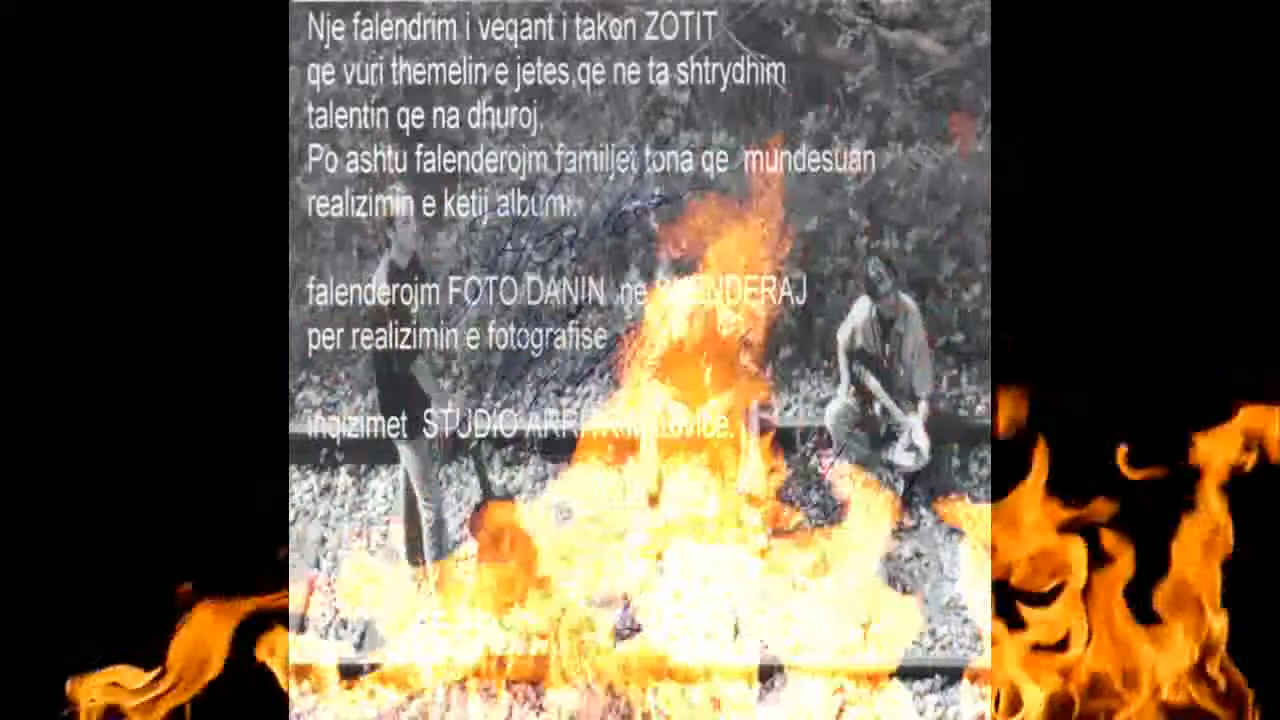 Nje falendrim i veqant i takon ZOTIT
qe vuri themelin e jetes,qe ne ta shtrydhim
talentin qe na dhuroj.
Po ashtu falenderojm familjet tona qe mundesuan
realizimin e ketij albumi.
falenderojm FOTO DANIN ne
per realizimin e fotografise
inqizimet STUDIO